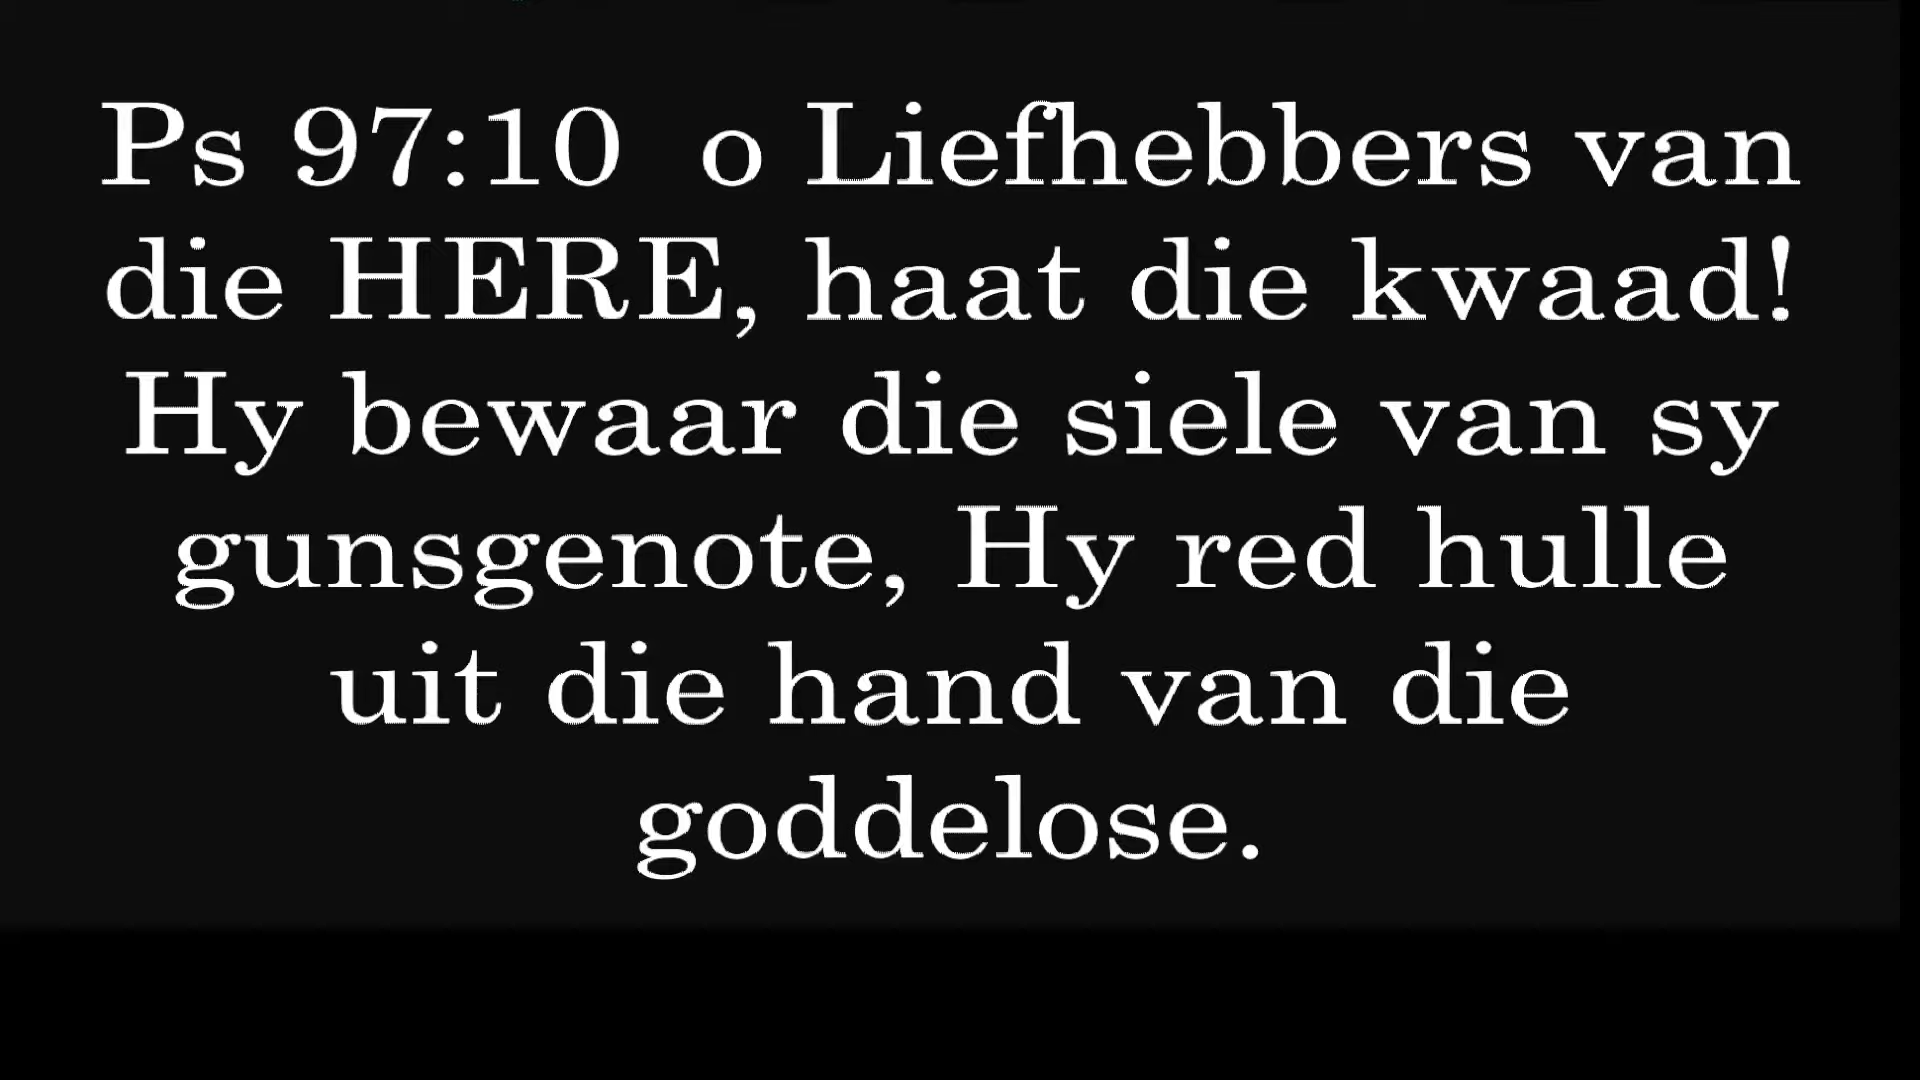 Ps 97:10  o Liefhebbers van
die HERE, haat die kwaad!
Hy bewaar die siele van sy
gunsgenote, Hy red hulle
uit die hand van die
goddelose.